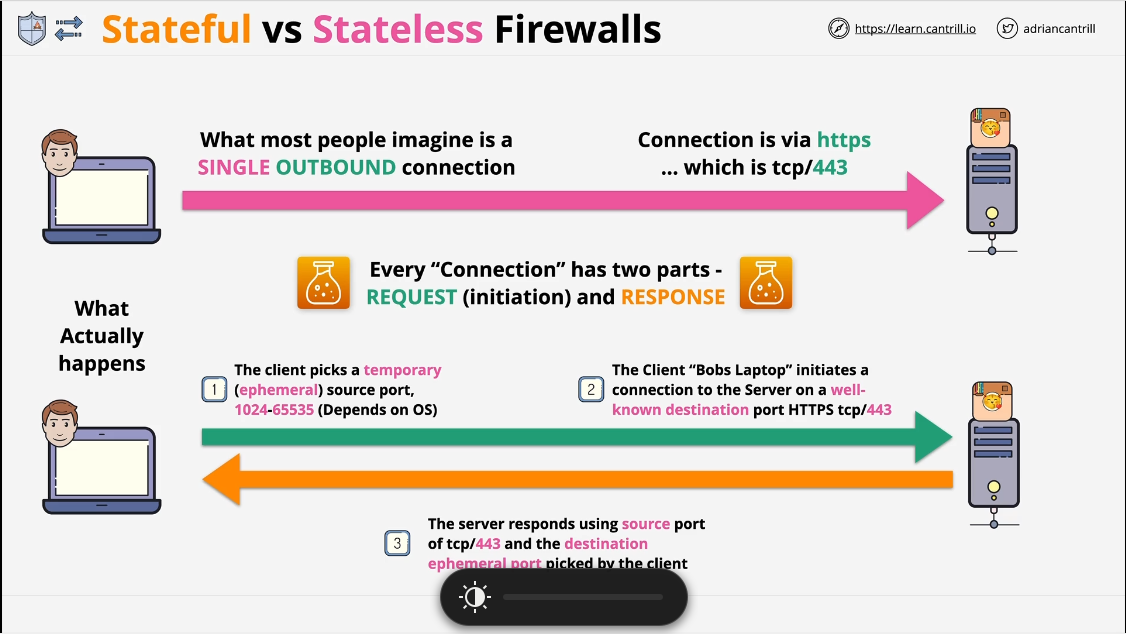 Stateful vs Stateless Firewalls
https://learn.cantrill.io
adriancantrill
What most people imagine is a
SINGLE OUTBOUND connection
Connection is via https
... which is tcp/443
Every “Connection” has two parts -
REQUEST (initiation) and RESPONSE
What
Actually
happens
1
The client picks a temporary
(ephemeral) source port,
1024-65535 (Depends on OS)
2
The Client “Bobs Laptop” initiates a
connection to the Server on a well-
known destination port HTTPS tcp/443
3
The server responds using source port
of tcp/443 and the destination
ephemeral port picked by the client